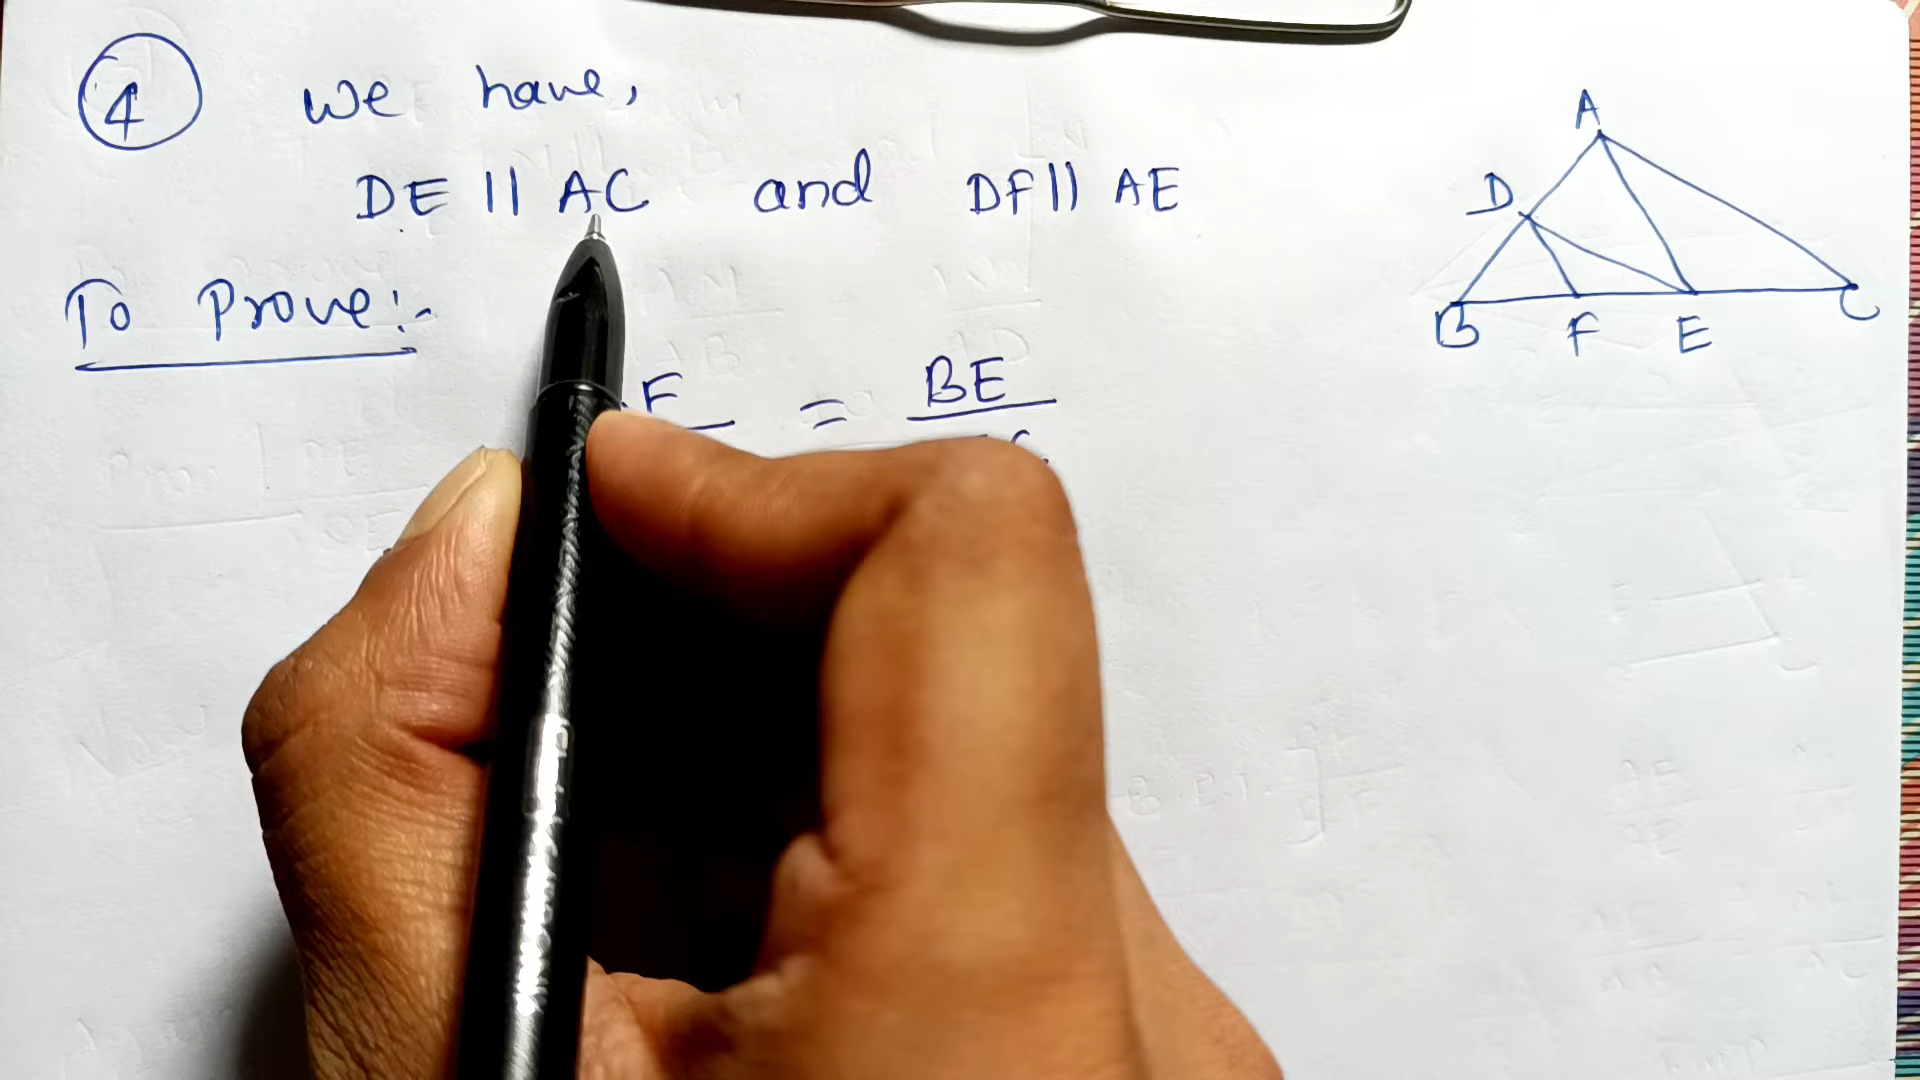 4 We have,
DE || AC and DF || AE
To Prove:-
F = BE
A
D
B F E C